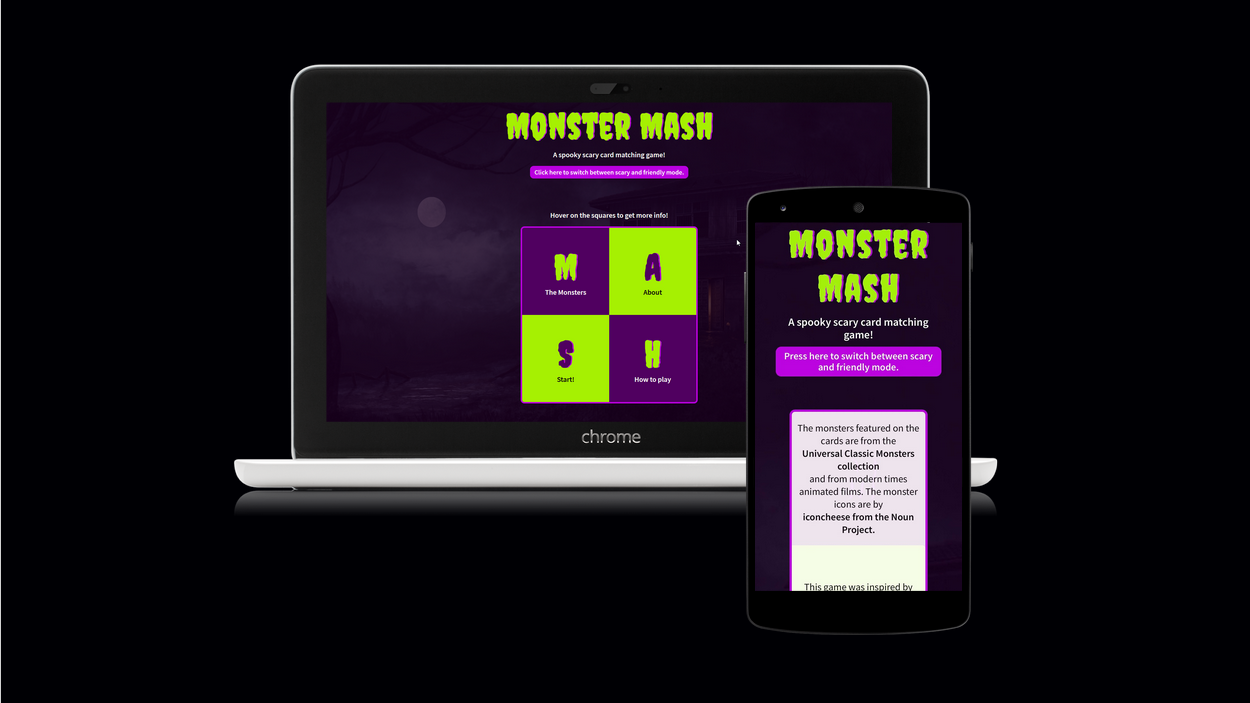 MONSTER MASH
A spooky scary card matching game!
Click here to switch between scary and friendly mode.
Hover on the squares to get more info!
M
The Monsters
A
About
S
Start!
H
How to play
chrome
MONSTER
MASH
A spooky scary card matching
game!
Press here to switch between scary
and friendly mode.
The monsters featured on the
cards are from the
Universal Classic Monsters
collection
and from modern times
animated films. The monster
icons are by
iconcheese from the Noun
Project.
This game was inspired by